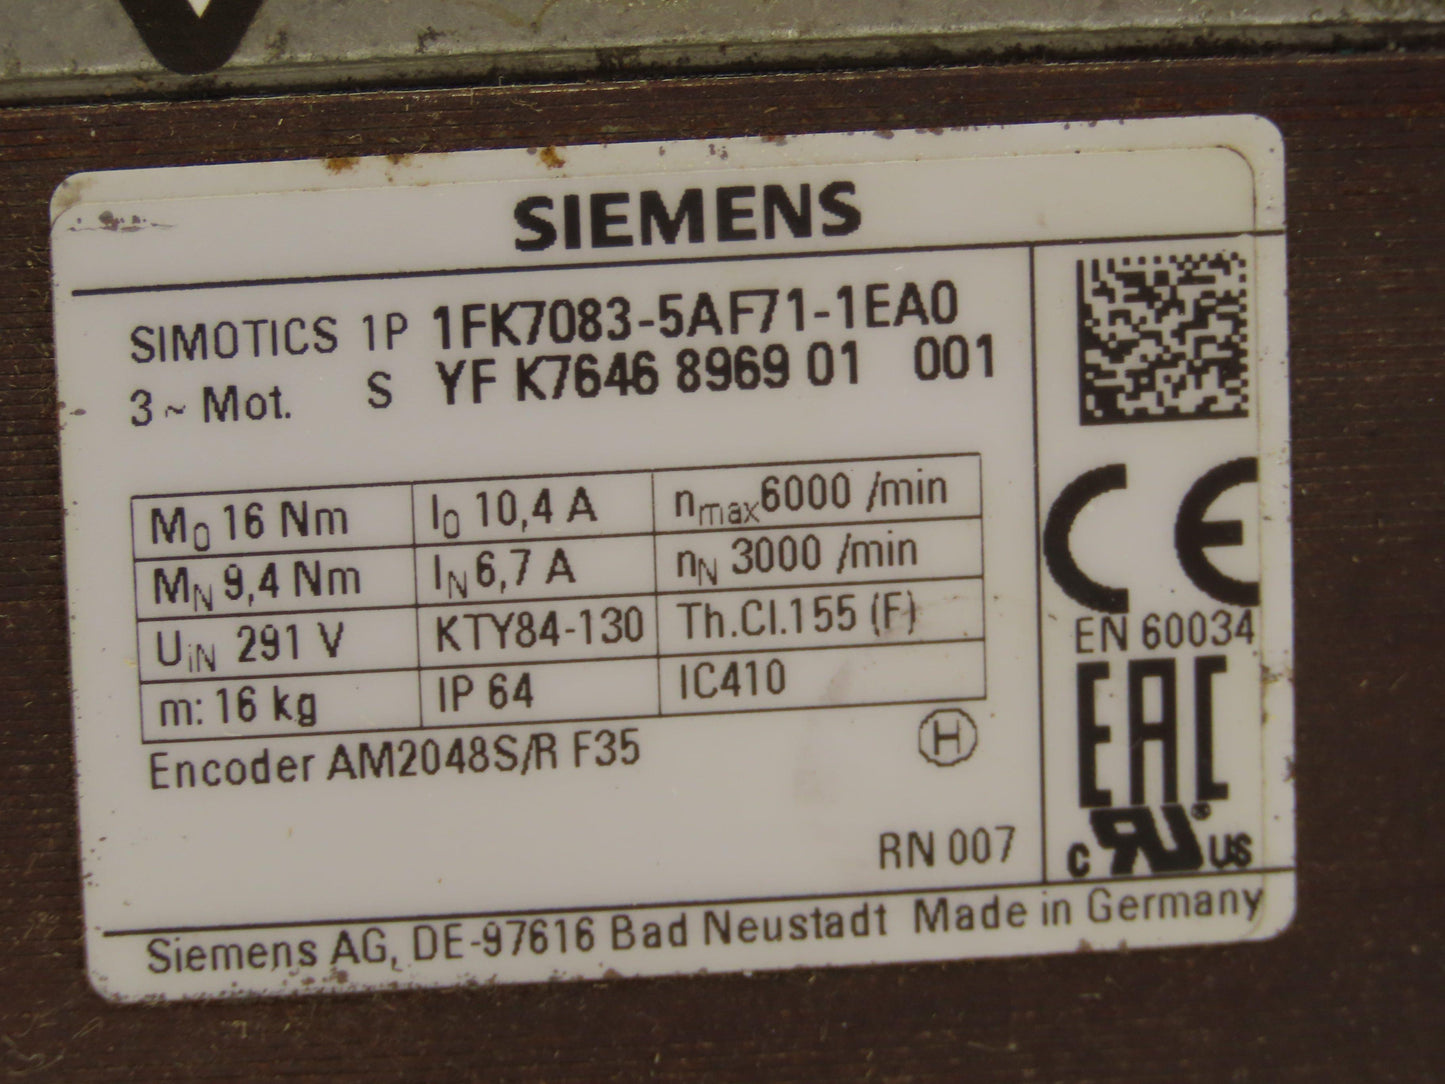 SIEMENS
SIMOTICS 1P 1FK7083-5AF71-1EA0
3 ~ Mot. S YF K7646 8969 01 001
M0 16 Nm I0 10,4 A nmax 6000 /min
MN 9,4 Nm IN 6,7 A nN 3000 /min
UiN 291 V KTY84-130 Th.Cl.155 (F)
m: 16 kg IP 64 IC410
Encoder AM2048S/R F35 H
RN 007
CE
EN 60034
EAC
c RU® US
Siemens AG, DE-97616 Bad Neustadt Made in Germany